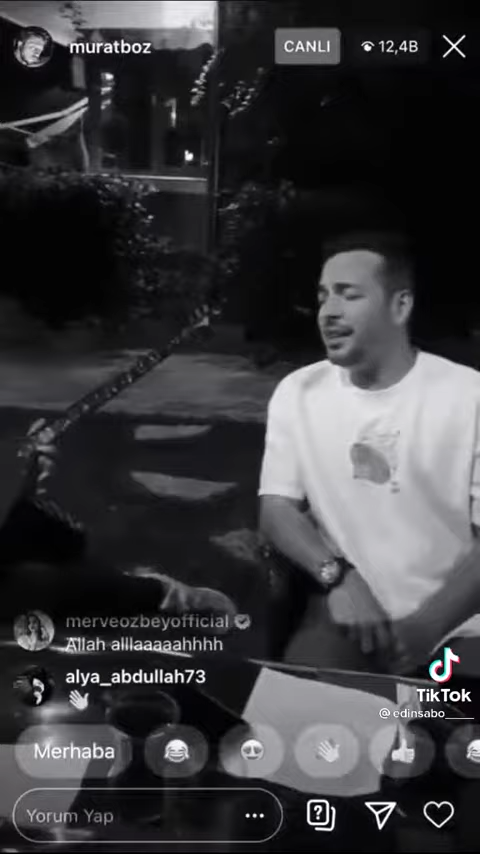 muratboz
CANLI
12,4B
merveozbeyofficial
Allah alllaaaaahhhh
alya_abdullah73
TikTok
@edinsabo____
Merhaba
Yorum Yap